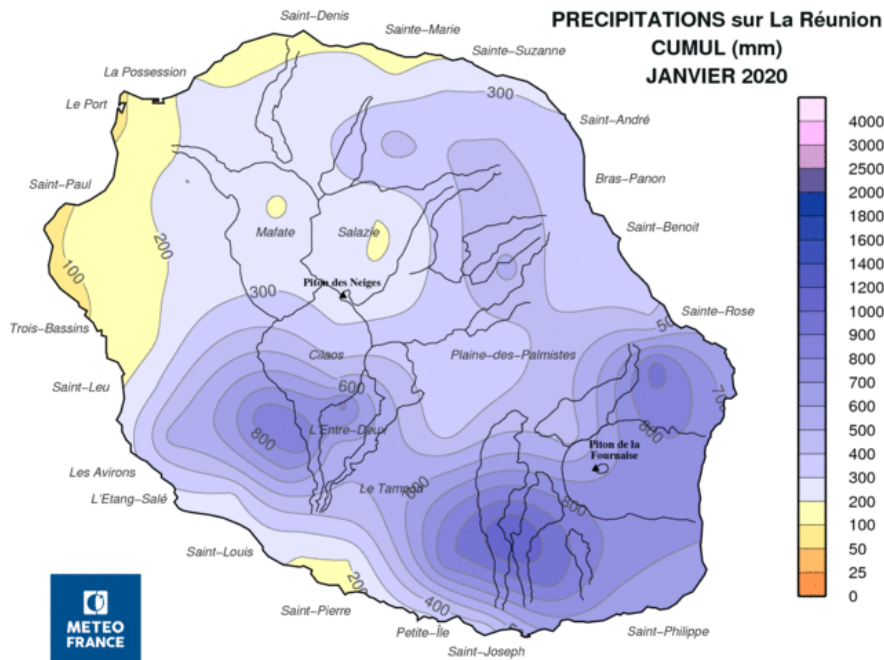 PRECIPITATIONS sur La Réunion
CUMUL (mm)
JANVIER 2020
Saint-Denis
Sainte-Marie
Sainte-Suzanne
La Possession
Le Port
300
Saint-André
Saint-Paul
Bras-Panon
Mafate
Salazie
Saint-Benoit
200
100
Piton des Neiges
300
Sainte-Rose
Trois-Bassins
Cilaos
Plaine-des-Palmistes
Saint-Leu
600
L'Entre-Deux
800
800
Piton de la
Fournaise
Les Avirons
Le Tampon
L'Etang-Salé
800
Saint-Louis
200
Saint-Pierre
400
Petite-Île
Saint-Joseph
Saint-Philippe
4000
3000
2500
2000
1800
1600
1400
1200
1000
900
800
700
600
500
400
300
200
100
50
25
0
METEO
FRANCE